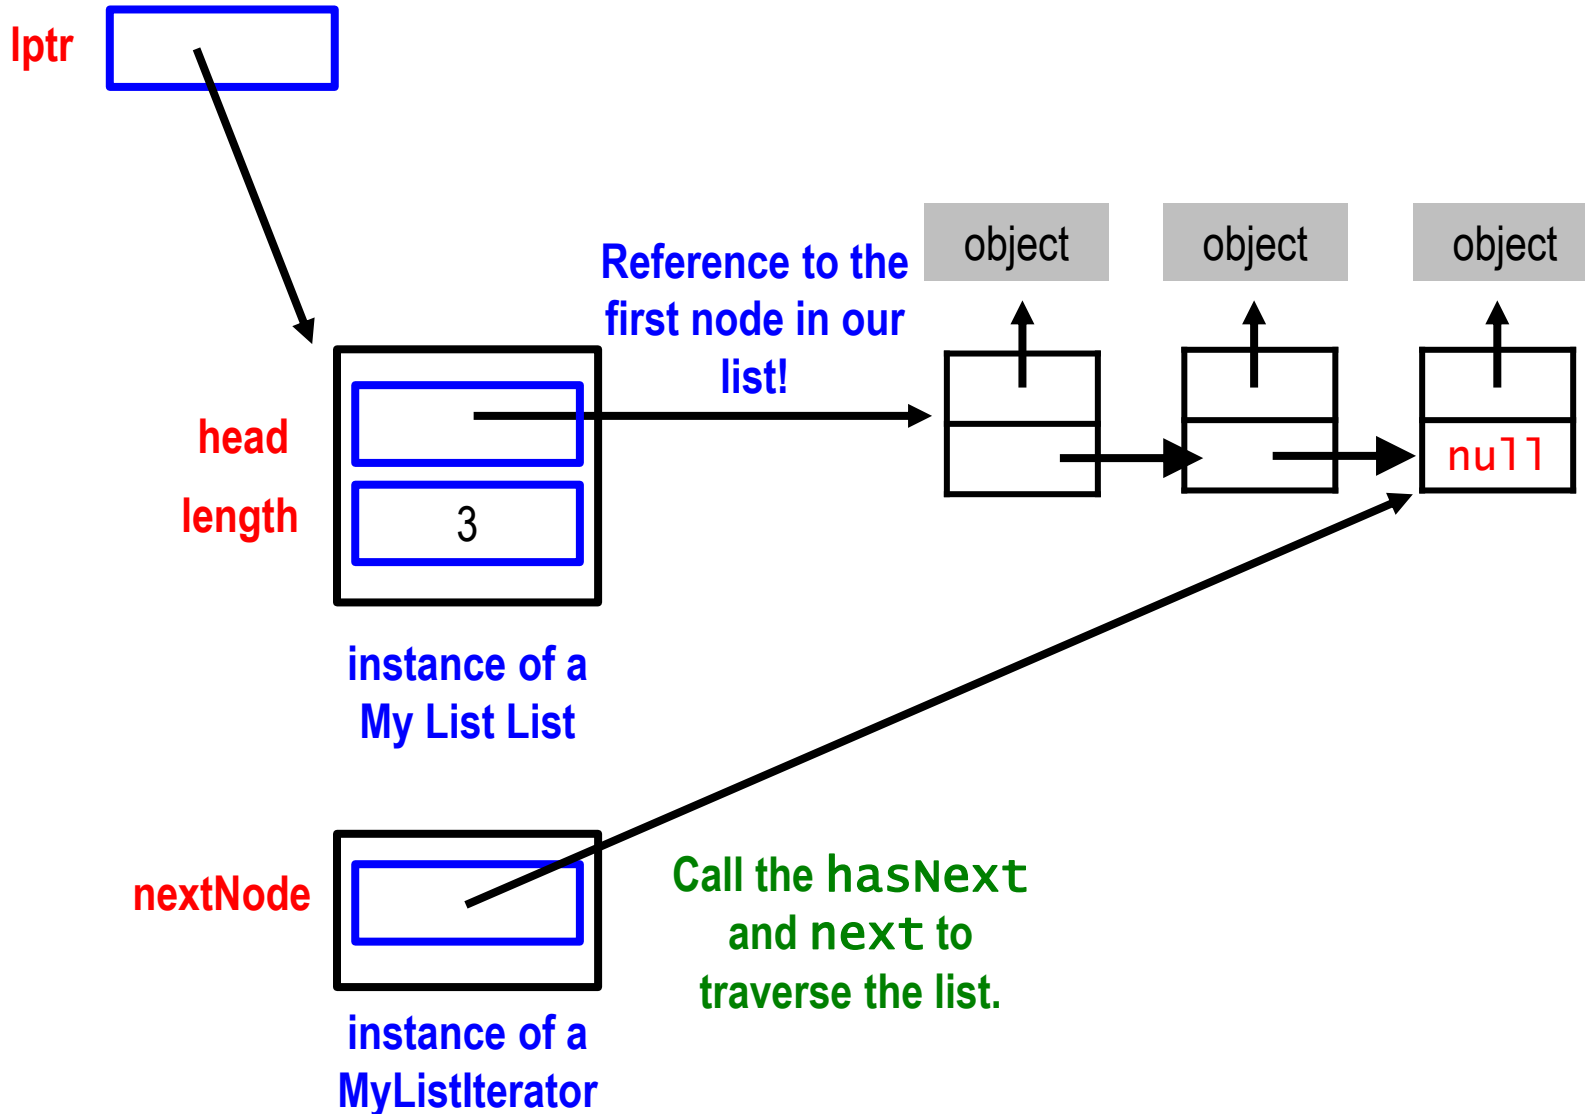 lptr
object
object
object
Reference to the
first node in our
list!
head
null
length
3
instance of a
My List List
nextNode
Call the hasNext
and next to
traverse the list.
instance of a
MyListIterator